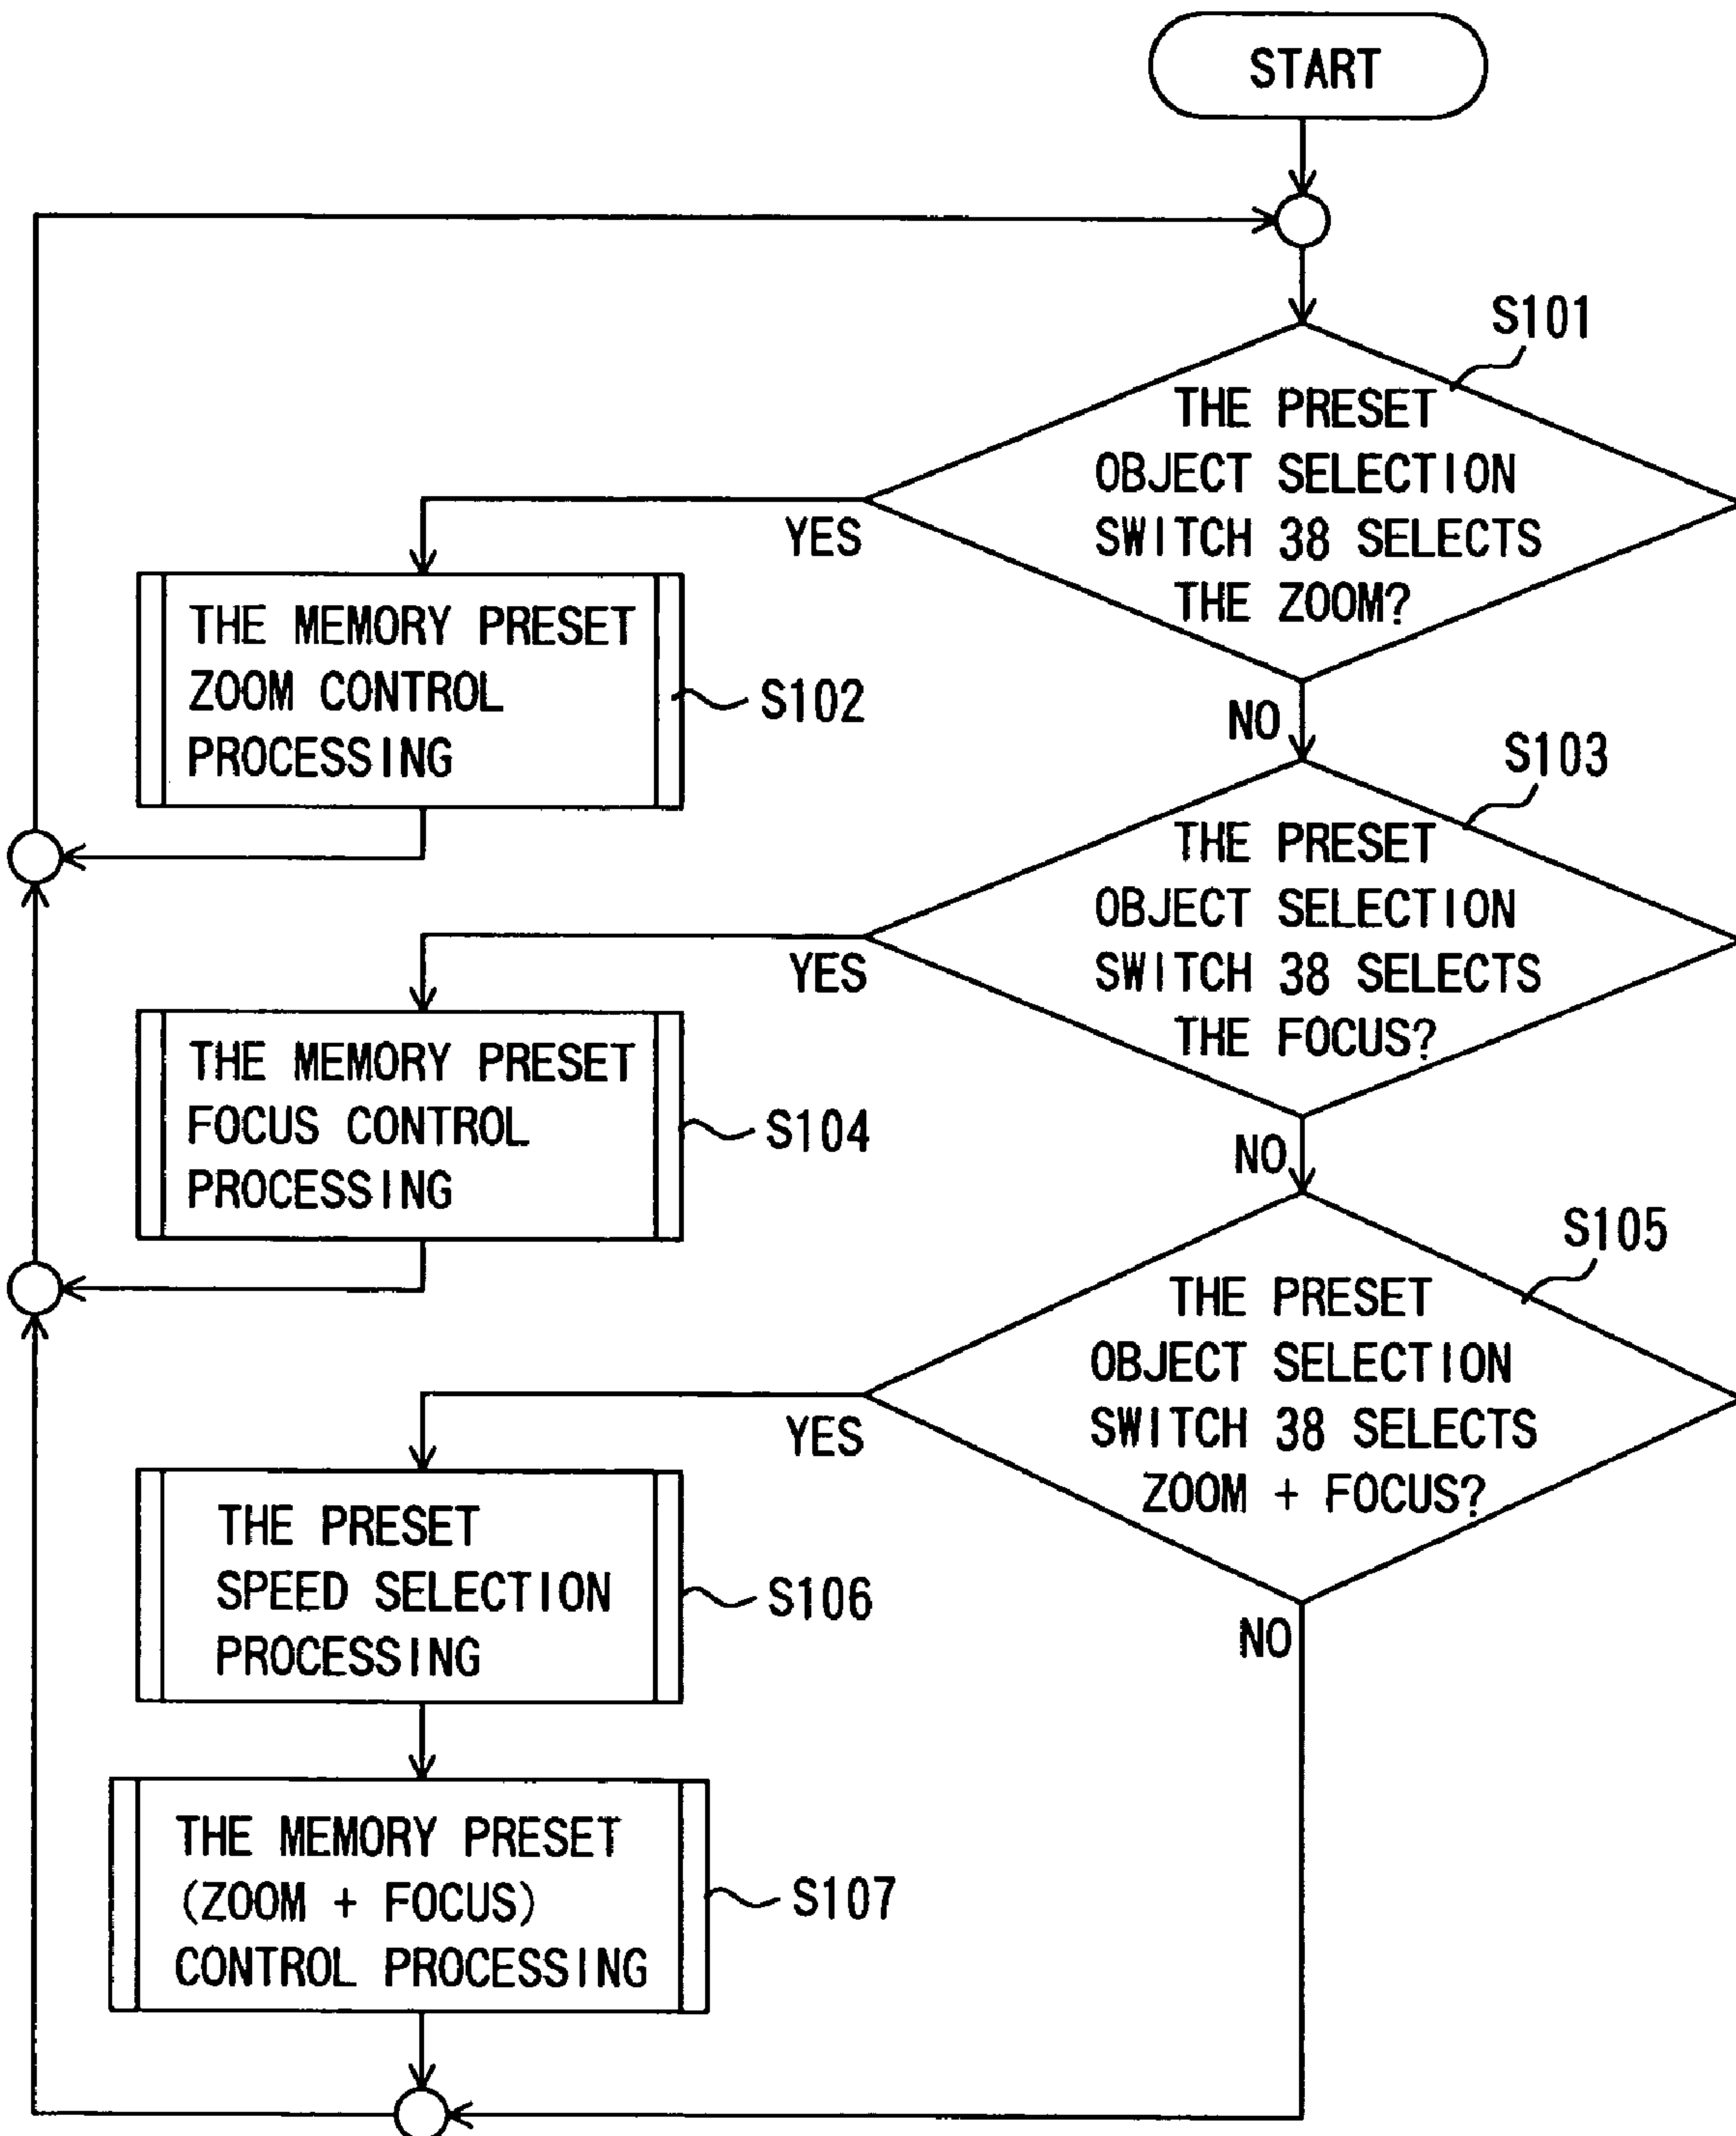 START
S101
THE PRESET
OBJECT SELECTION
SWITCH 38 SELECTS
THE ZOOM?
YES
NO
THE MEMORY PRESET
ZOOM CONTROL
PROCESSING
S102
S103
THE PRESET
OBJECT SELECTION
SWITCH 38 SELECTS
THE FOCUS?
YES
NO
THE MEMORY PRESET
FOCUS CONTROL
PROCESSING
S104
S105
THE PRESET
OBJECT SELECTION
SWITCH 38 SELECTS
ZOOM + FOCUS?
YES
NO
THE PRESET
SPEED SELECTION
PROCESSING
S106
THE MEMORY PRESET
(ZOOM + FOCUS)
CONTROL PROCESSING
S107